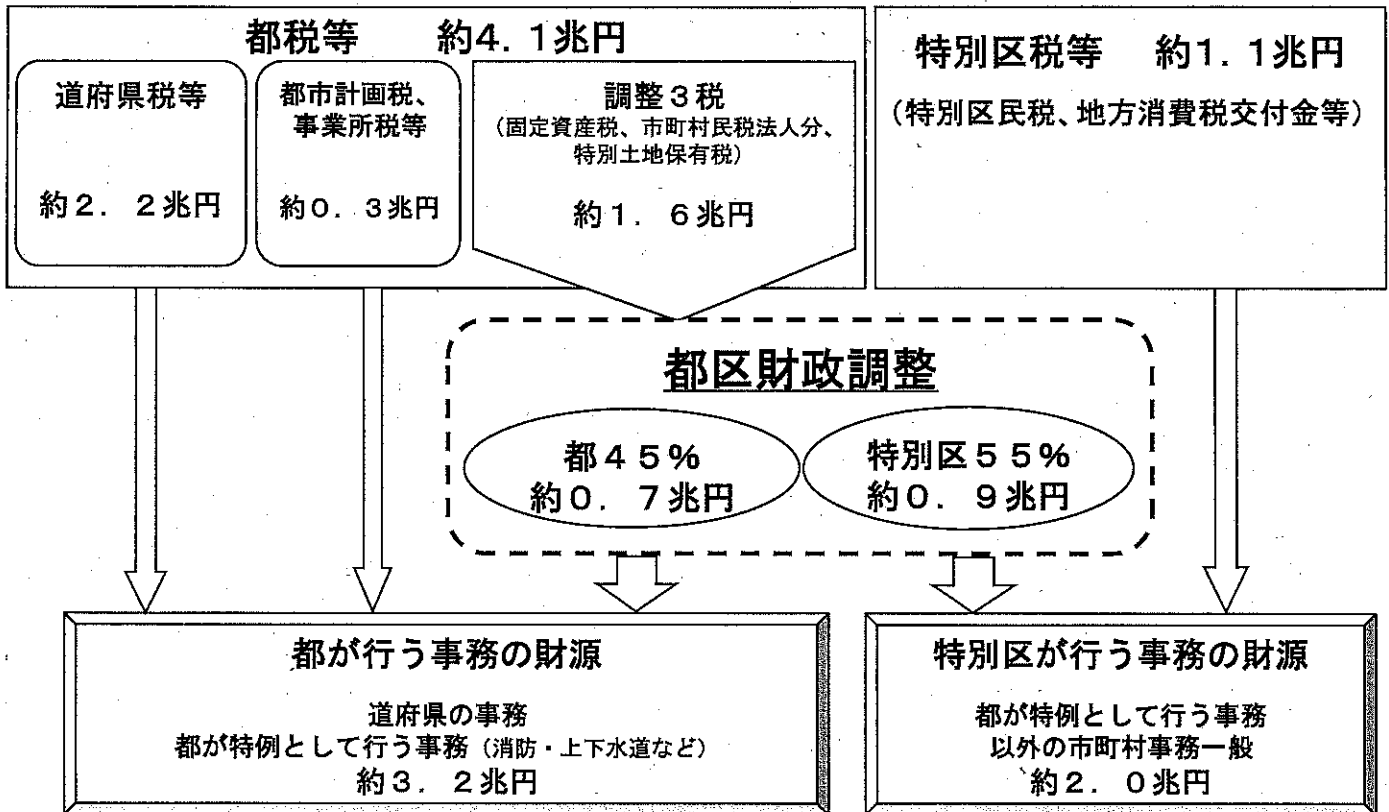 都税等　約4．1兆円
道府県税等
約2．2兆円
都市計画税、
事業所税等
約0．3兆円
調整3税
（固定資産税、市町村民税法人分、
特別土地保有税）
約1．6兆円
特別区税等　約1．1兆円
（特別区民税、地方消費税交付金等）
都区財政調整
都45％
約0．7兆円
特別区55％
約0．9兆円
都が行う事務の財源
道府県の事務
都が特例として行う事務（消防・上下水道など）
約3．2兆円
特別区が行う事務の財源
都が特例として行う事務
以外の市町村事務一般
約2．0兆円